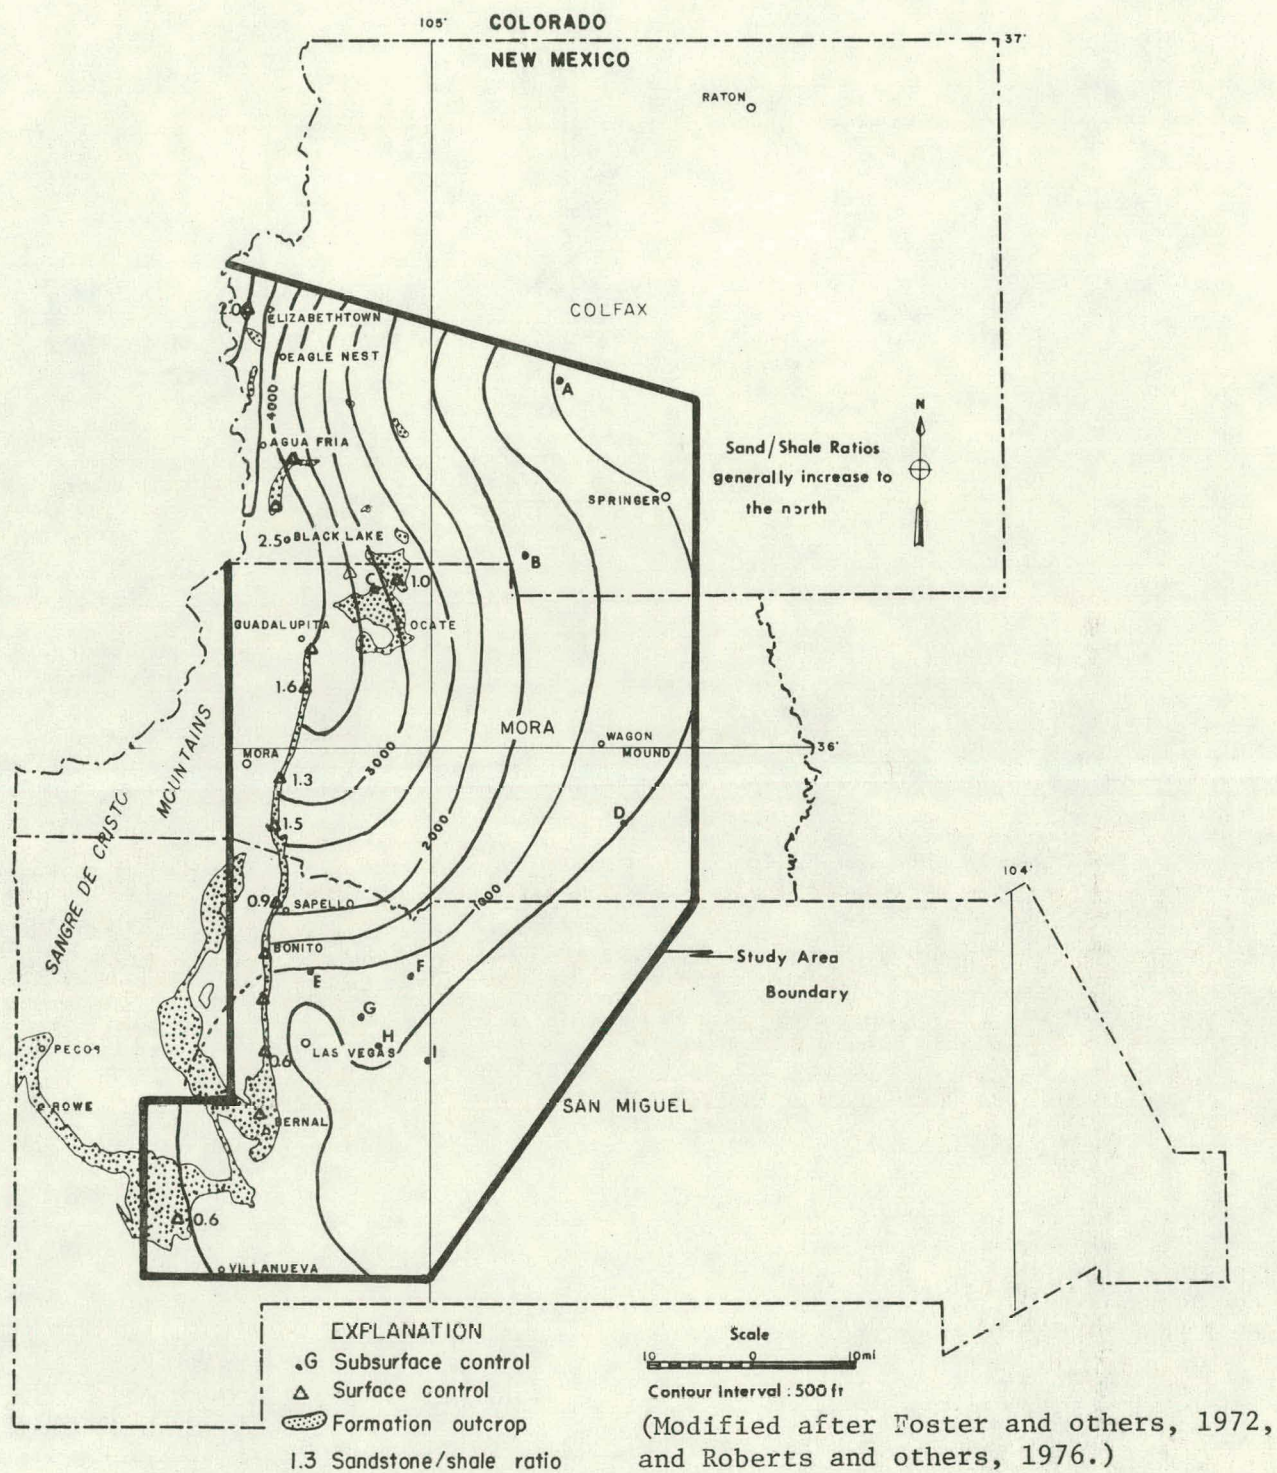 105'
COLORADO
NEW MEXICO
37'
RATON
COLFAX
2.0
ELIZABETHTOWN
EAGLE NEST
4000
A
N
AGUA FRIA
Sand/Shale Ratios
generally increase to
the north
SPRINGER
2.5
BLACK LAKE
B
C
1.0
GUADALUPITA
OCATE
1.6
MORA
WAGON
MOUND
36'
MORA
3000
1.3
D
1.5
2000
SANGRE DE CRISTO
MOUNTAINS
104'
1000
0.9
SAPELLO
BONITO
E
F
Study Area
Boundary
G
H
I
PECOS
LAS VEGAS
0.6
ROWE
BERNAL
SAN MIGUEL
0.6
VILLANUEVA
EXPLANATION
G Subsurface control
Surface control
Formation outcrop
1.3 Sandstone/shale ratio
Scale
10 0 10mi
Contour Interval : 500 ft
(Modified after Foster and others, 1972,
and Roberts and others, 1976.)